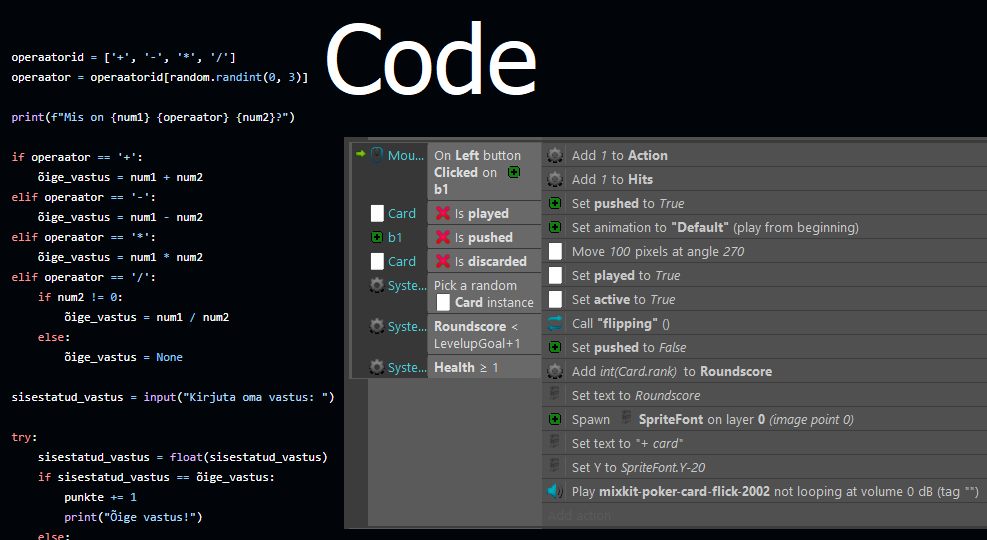 Code
operaatorid = ['+', '-', '*', '/']
operaator = operaatorid[random.randint(0, 3)]
print(f"Mis on {num1} {operaator} {num2}?")
if operaator == '+':
õige_vastus = num1 + num2
elif operaator == '-':
õige_vastus = num1 - num2
elif operaator == '*':
õige_vastus = num1 * num2
elif operaator == '/':
if num2 != 0:
õige_vastus = num1 / num2
else:
õige_vastus = None
sisestatud_vastus = input("Kirjuta oma vastus: ")
try:
sisestatud_vastus = float(sisestatud_vastus)
if sisestatud_vastus == õige_vastus:
punkte += 1
print("Õige vastus!")
else:
Mou... On Left button
Clicked on
b1
Card Is played
b1 Is pushed
Card Is discarded
Syste... Pick a random
Card instance
Syste... Roundscore <
LevelupGoal+1
Syste... Health ≥ 1
Add 1 to Action
Add 1 to Hits
Set pushed to True
Set animation to "Default" (play from beginning)
Move 100 pixels at angle 270
Set played to True
Set active to True
Call "flipping" ()
Set pushed to False
Add int(Card.rank) to Roundscore
Set text to Roundscore
Spawn SpriteFont on layer 0 (image point 0)
Set text to "+ card"
Set Y to SpriteFont.Y-20
Play mixkit-poker-card-flick-2002 not looping at volume 0 dB (tag "")
Add action